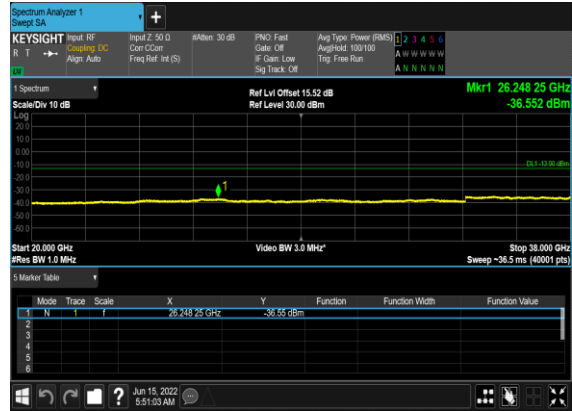 Spectrum Analyzer 1
Swept SA
+
KEYSIGHT
R T
Input: RF
Coupling: DC
Align: Auto
Input Z: 50 Ω
Corr CCorr
Freq Ref: Int (S)
#Atten: 30 dB
PNO: Fast
Gate: Off
IF Gain: Low
Sig Track: Off
Avg Type: Power (RMS)
Avg|Hold: 100/100
Trig: Free Run
1 2 3 4 5 6
A W W W W W
A N N N N N
1 Spectrum
Scale/Div 10 dB
Ref Lvl Offset 15.52 dB
Ref Level 30.00 dBm
Mkr1 26.248 25 GHz
-36.552 dBm
Log
20.0
10.0
0.00
-10.0
-20.0
-30.0
-40.0
-50.0
-60.0
DL1 -13.00 dBm
1
Start 20.000 GHz
#Res BW 1.0 MHz
Video BW 3.0 MHz*
Stop 38.000 GHz
Sweep ~36.5 ms (40001 pts)
5 Marker Table
Mode Trace Scale X Y Function Function Width Function Value
1 N 1 f 26.248 25 GHz -36.55 dBm
2
3
4
5
6
?
Jun 15, 2022
5:51:03 AM